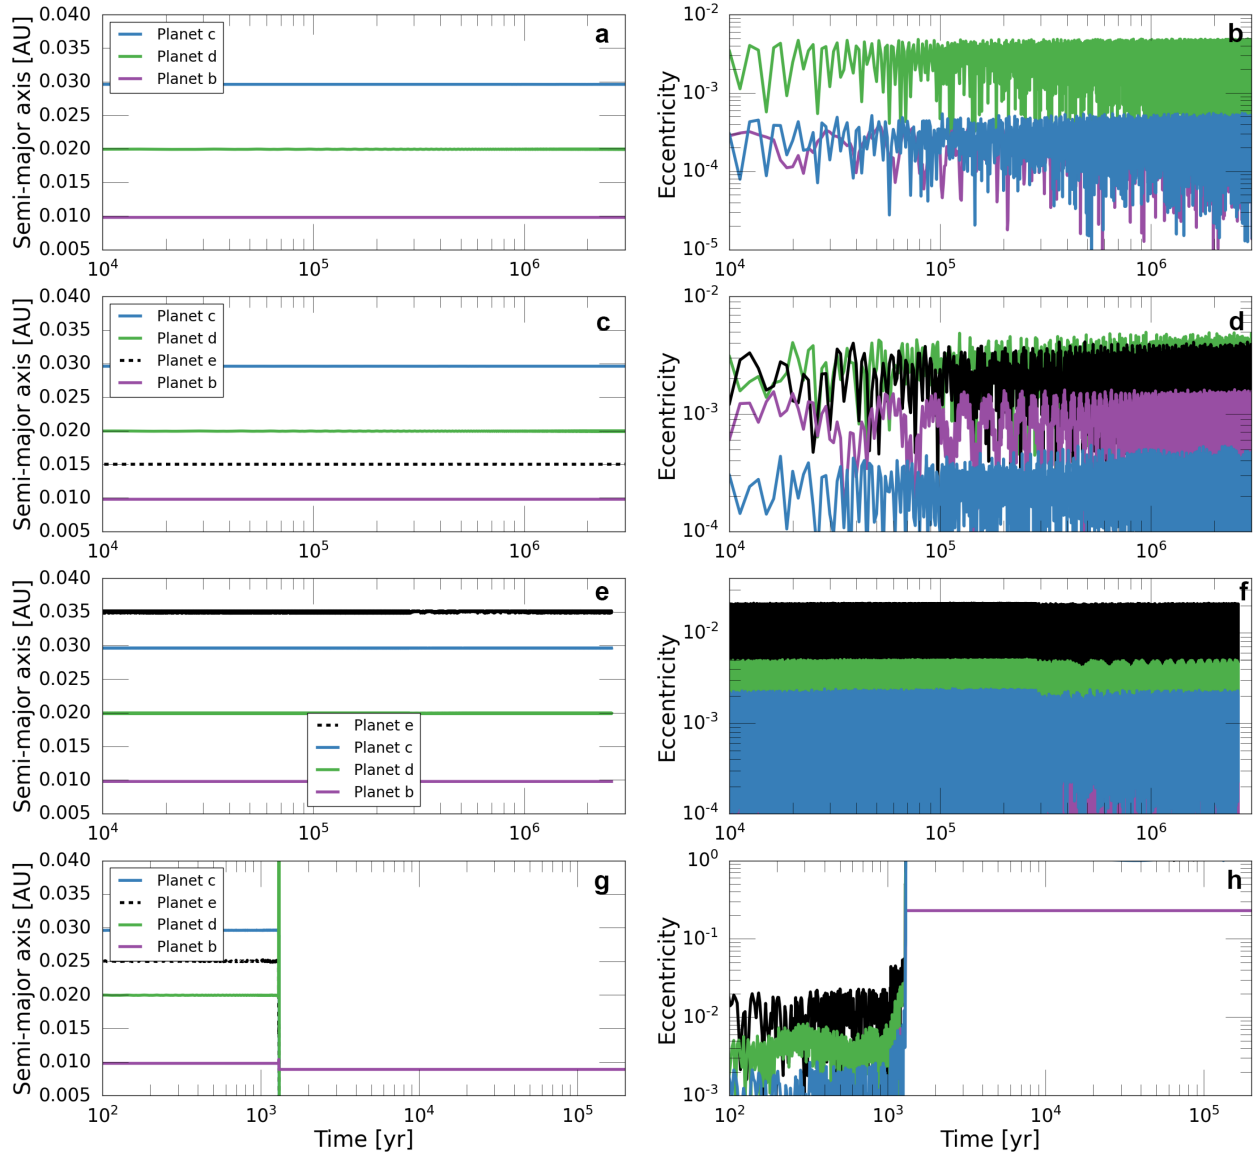 Semi-major axis [AU]
0.040
0.035
0.030
0.025
0.020
0.015
0.010
0.005
Planet c
Planet d
Planet b
a
10^4
10^5
10^6
Eccentricity
10^-2
10^-3
10^-4
10^-5
b
10^4
10^5
10^6
Semi-major axis [AU]
0.040
0.035
0.030
0.025
0.020
0.015
0.010
0.005
Planet c
Planet d
Planet e
Planet b
c
10^4
10^5
10^6
Eccentricity
10^-2
10^-3
10^-4
d
10^4
10^5
10^6
Semi-major axis [AU]
0.040
0.035
0.030
0.025
0.020
0.015
0.010
0.005
e
Planet e
Planet c
Planet d
Planet b
10^4
10^5
10^6
Eccentricity
10^-2
10^-3
10^-4
f
10^4
10^5
10^6
Semi-major axis [AU]
0.040
0.035
0.030
0.025
0.020
0.015
0.010
0.005
Planet c
Planet e
Planet d
Planet b
g
10^2
10^3
10^4
10^5
Time [yr]
Eccentricity
10^0
10^-1
10^-2
10^-3
h
10^2
10^3
10^4
10^5
Time [yr]